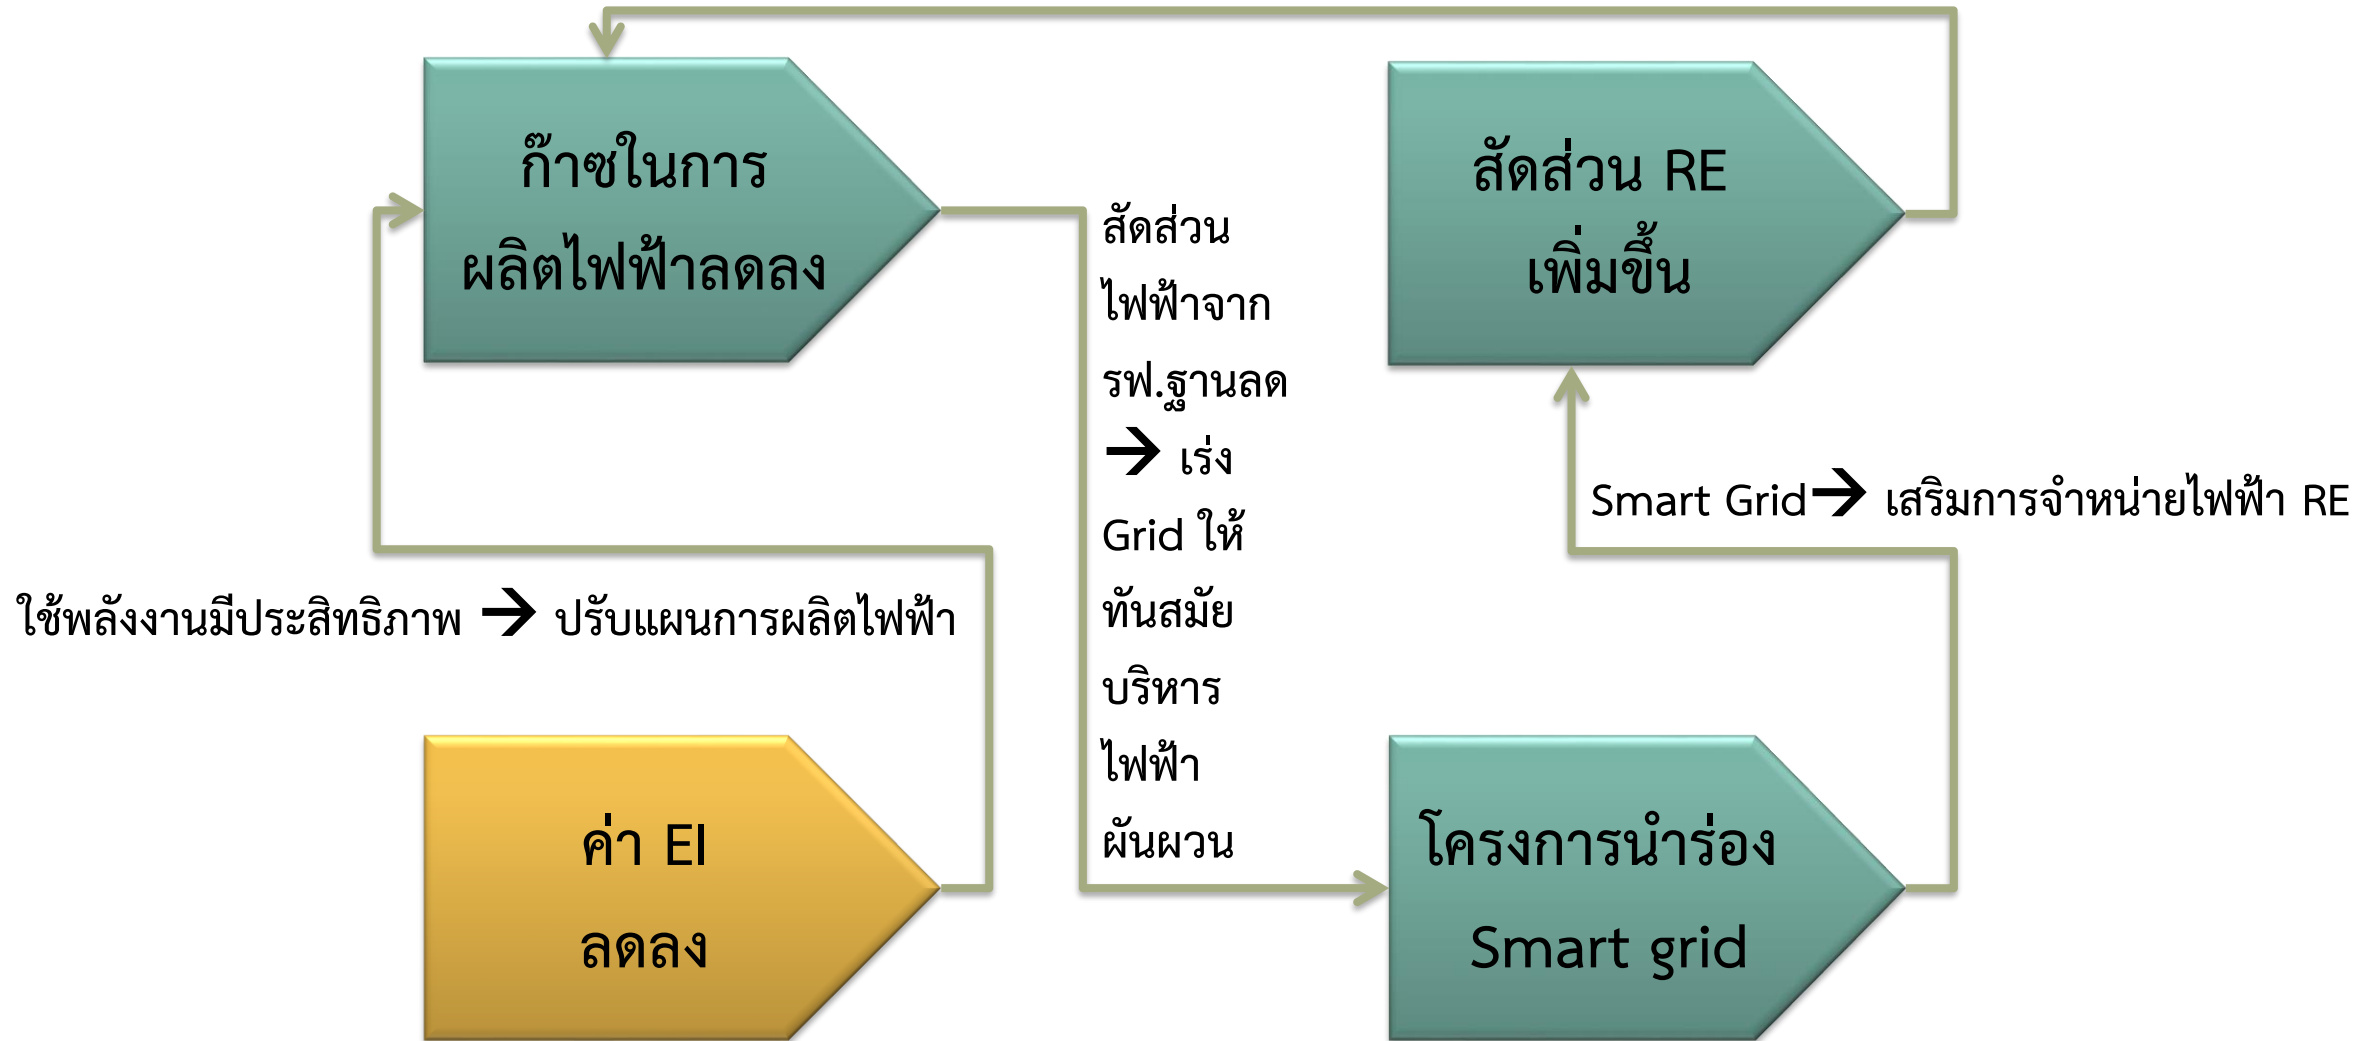 ก๊าซในการ
ผลิตไฟฟ้าลดลง
สัดส่วน RE
เพิ่มขึ้น
สัดส่วน
ไฟฟ้าจาก
รฟ.ฐานลด
→ เร่ง
Grid ให้
ทันสมัย
บริหาร
ไฟฟ้า
ผันผวน
Smart Grid→ เสริมการจำหน่ายไฟฟ้า RE
ใช้พลังงานมีประสิทธิภาพ → ปรับแผนการผลิตไฟฟ้า
ค่า EI
ลดลง
โครงการนำร่อง
Smart grid